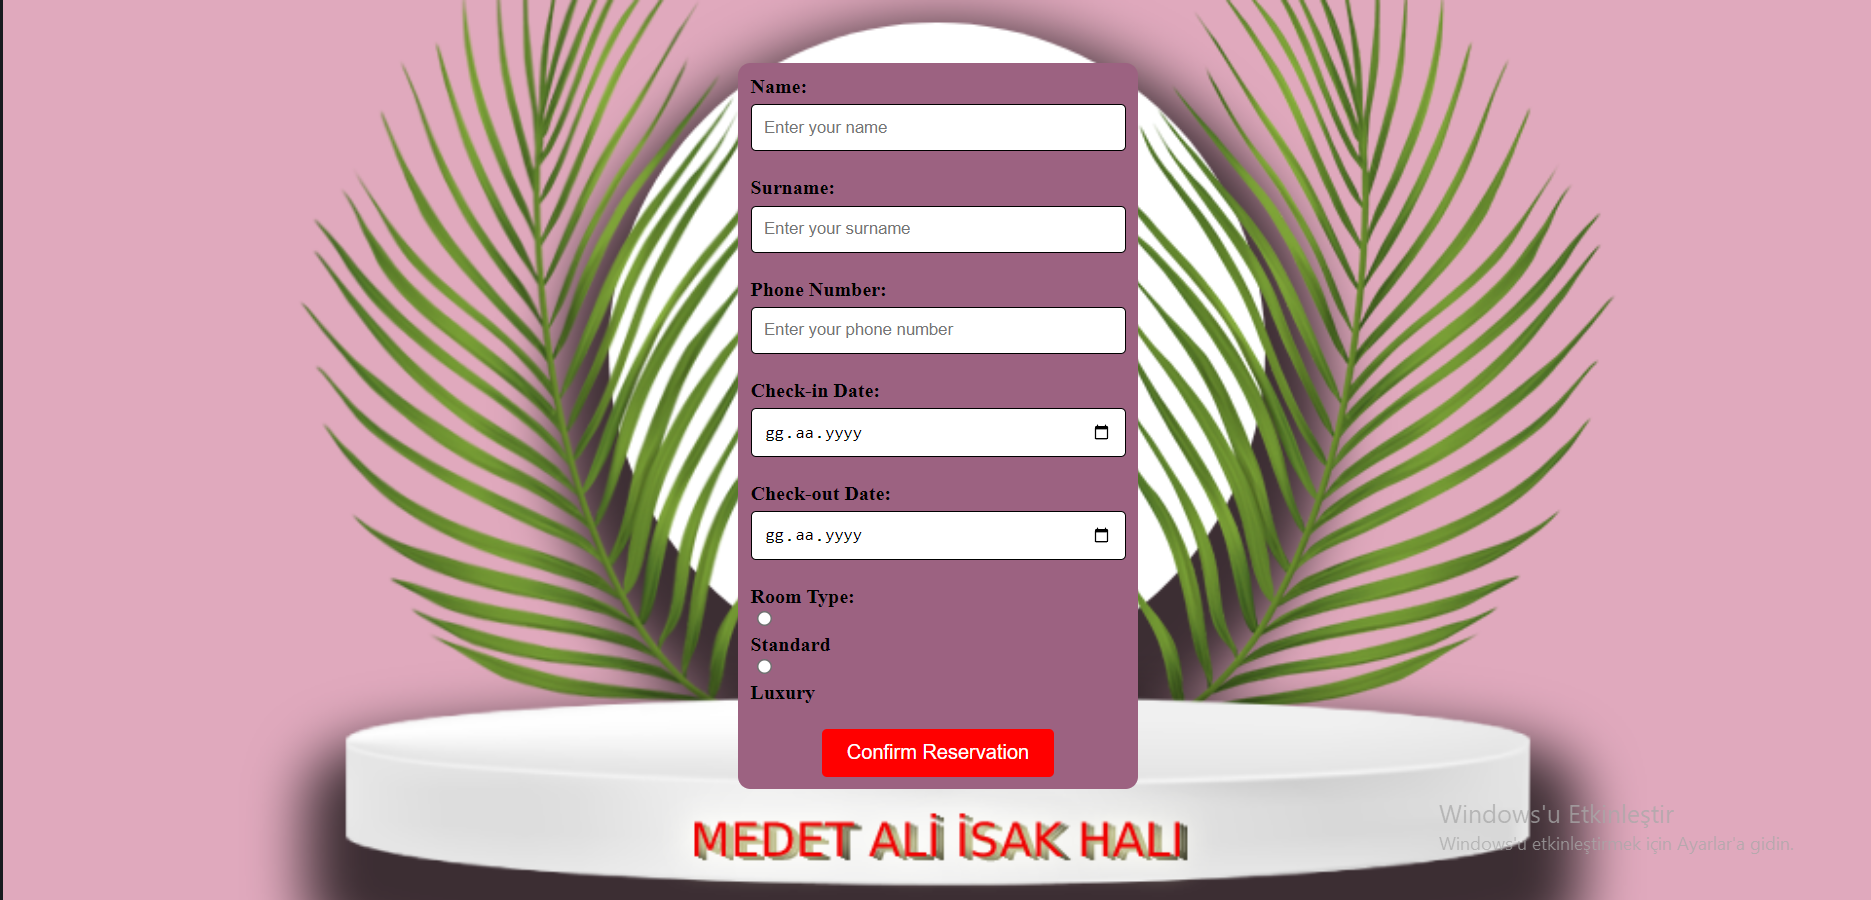 Name:
Enter your name
Surname:
Enter your surname
Phone Number:
Enter your phone number
Check-in Date:
gg.aa.yyyy
Check-out Date:
gg.aa.yyyy
Room Type:
Standard
Luxury
Confirm Reservation
MEDET ALİ İSAK HALI
Windows'u Etkinleştir
Windows'u etkinleştirmek için Ayarlar'a gidin.